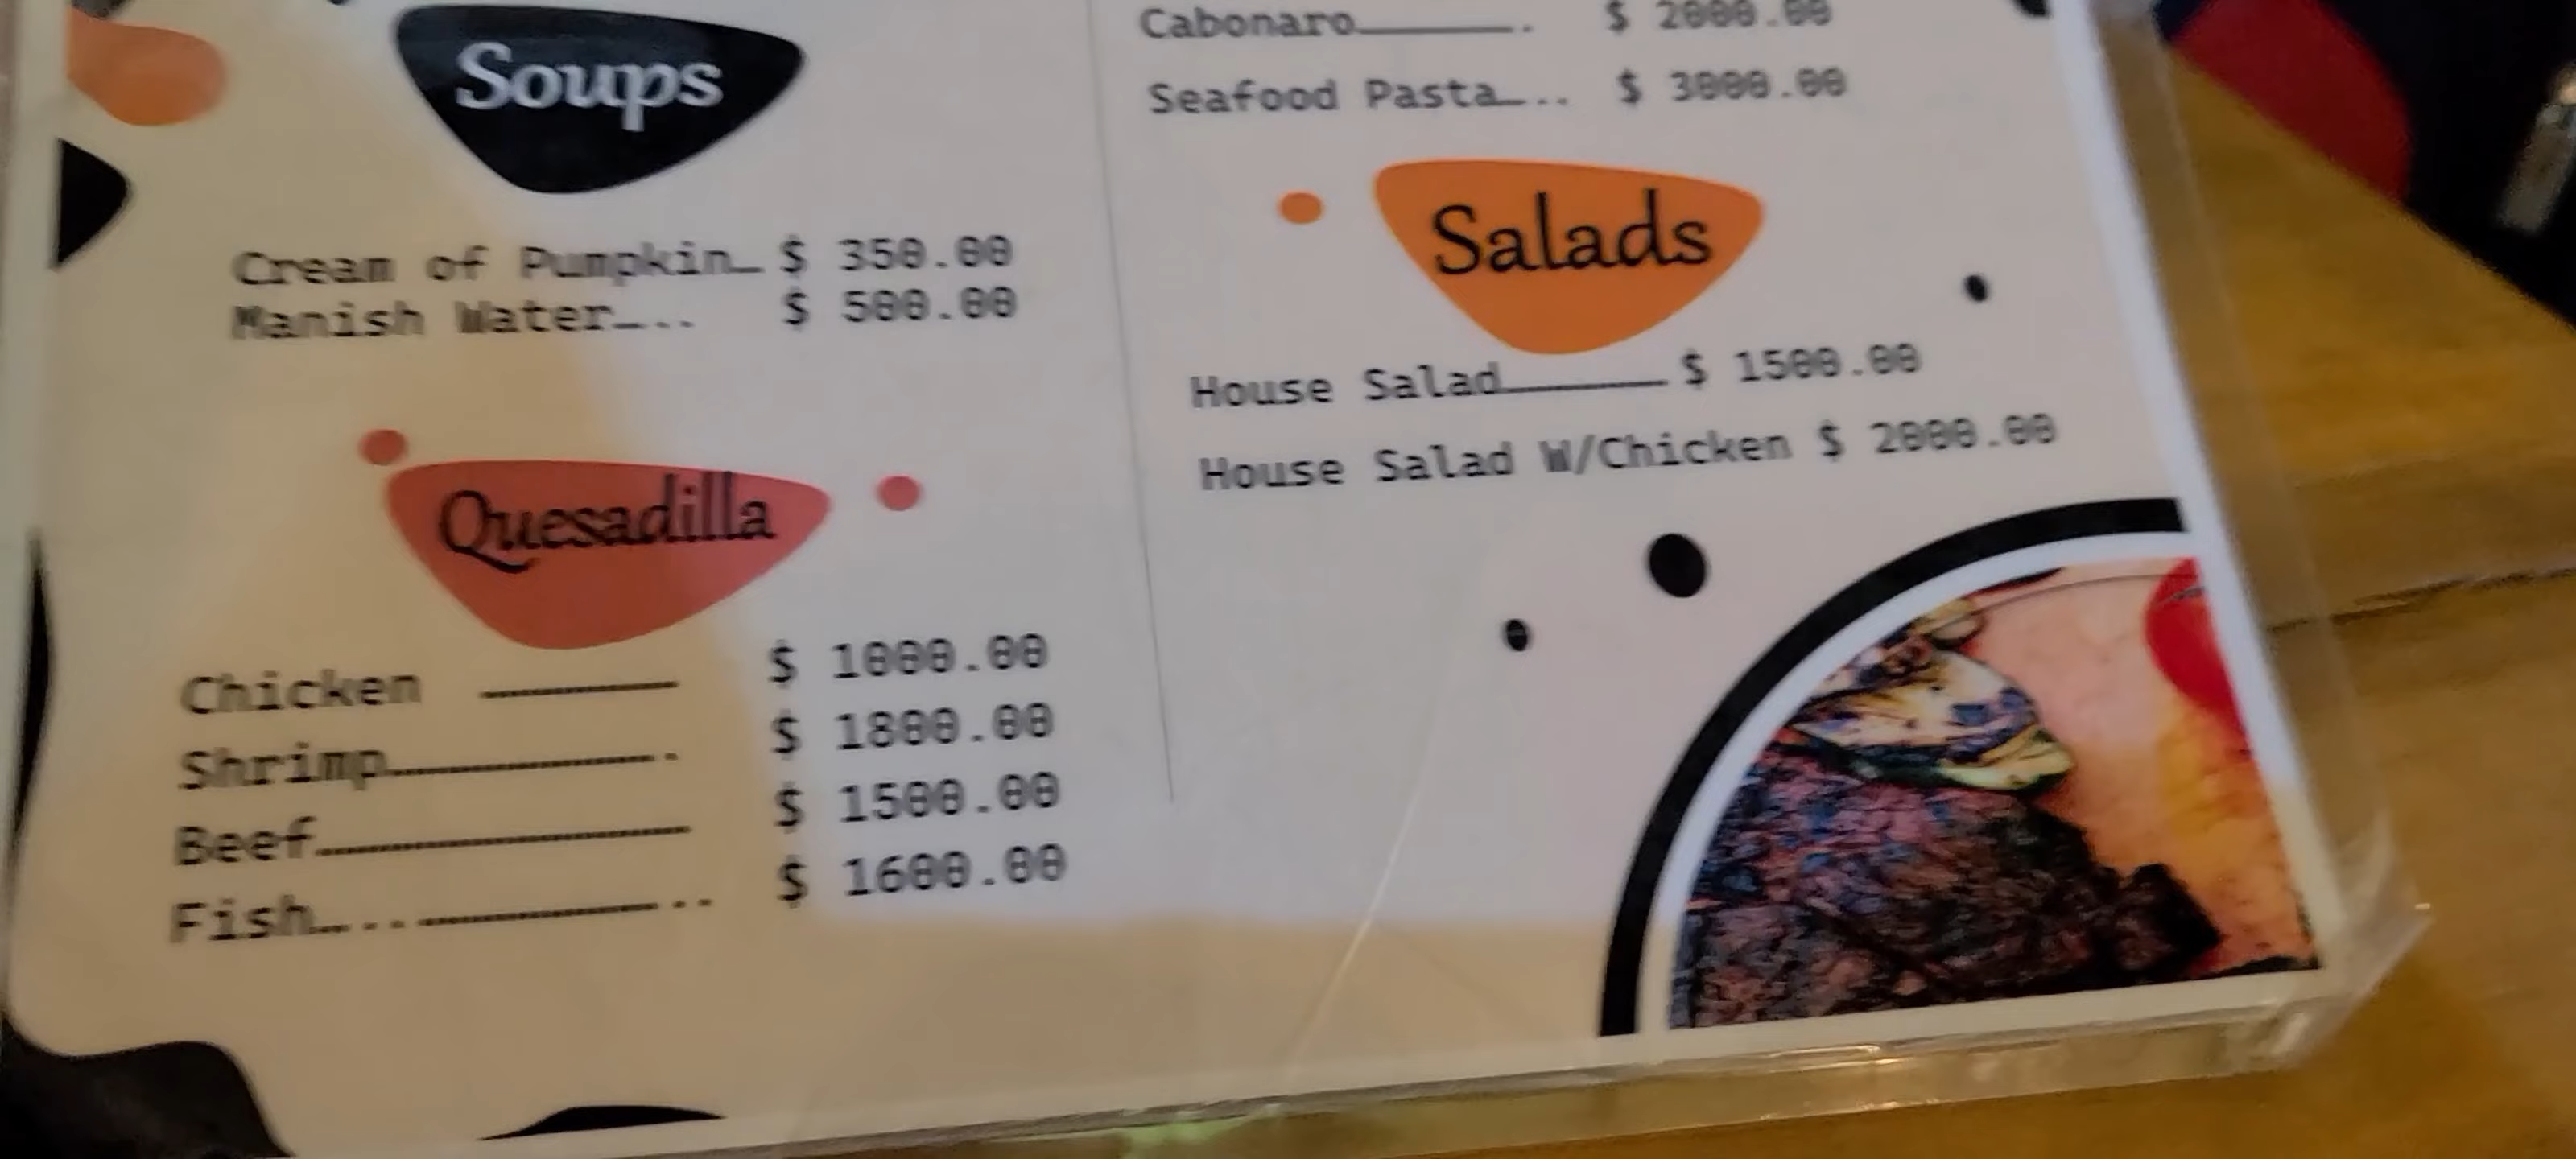 Soups
Cream of Pumpkin… $ 350.00
Manish Water….. $ 500.00
Quesadilla
Chicken ……… $ 1000.00
Shrimp…………………. $ 1800.00
Beef……………………… $ 1500.00
Fish…...………………….. $ 1600.00
Cabonaro………………. $ 2000.00
Seafood Pasta….. $ 3000.00
Salads
House Salad……………… $ 1500.00
House Salad W/Chicken $ 2000.00